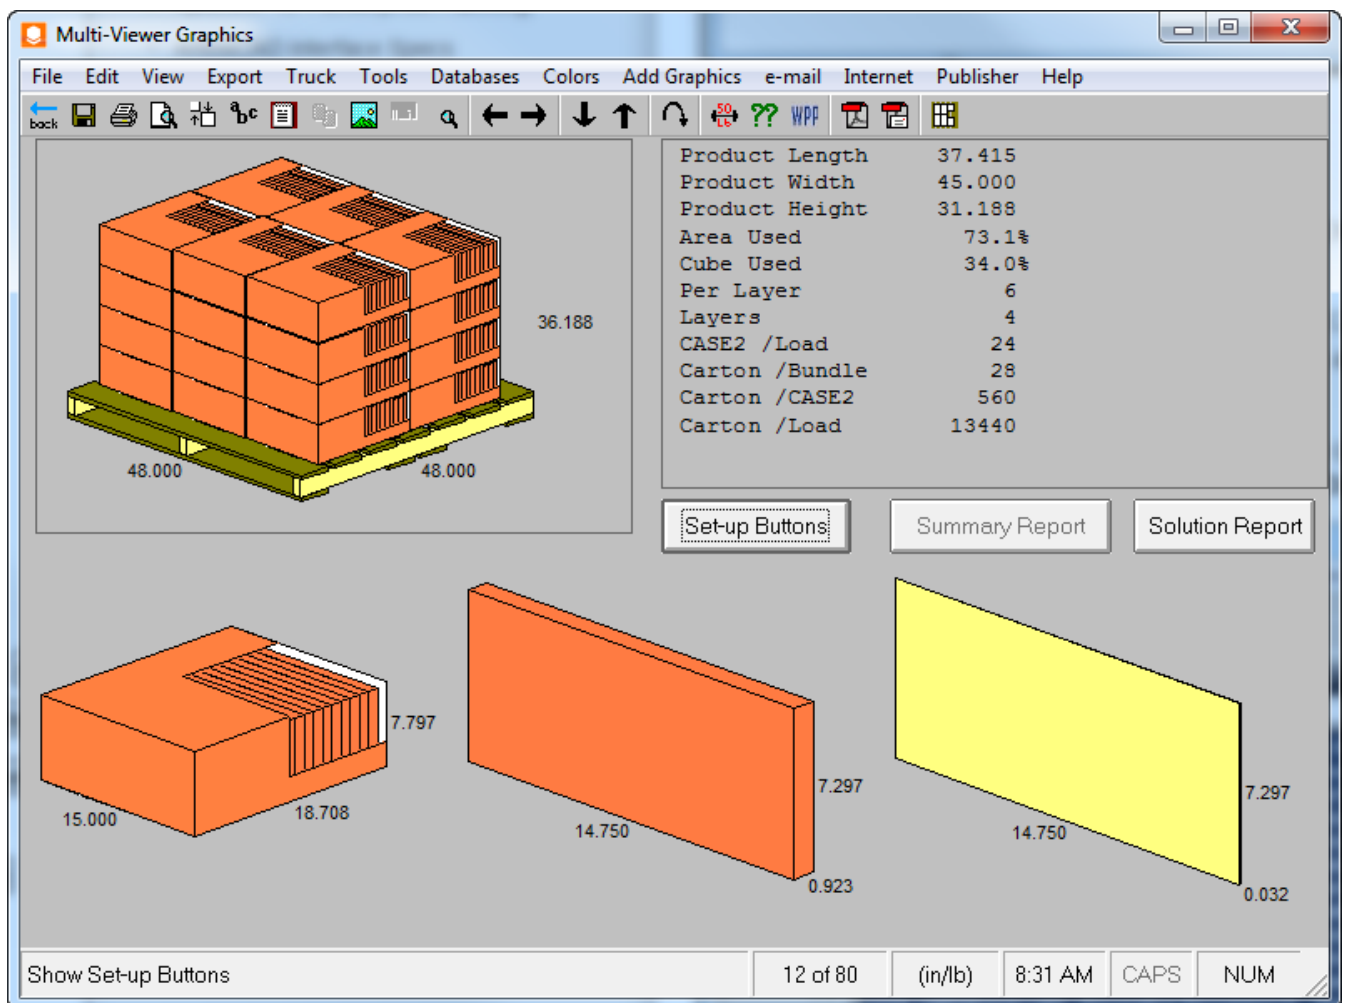 Multi-Viewer Graphics
File Edit View Export Truck Tools Databases Colors Add Graphics e-mail Internet Publisher Help
back abc 50 Lb ?? WPP
Product Length 37.415
Product Width 45.000
Product Height 31.188
Area Used 73.1%
Cube Used 34.0%
Per Layer 6
Layers 4
CASE2 /Load 24
Carton /Bundle 28
Carton /CASE2 560
Carton /Load 13440
36.188
48.000 48.000
Set-up Buttons Summary Report Solution Report
7.797
15.000 18.708
7.297
14.750
0.923
7.297
14.750
0.032
Show Set-up Buttons 12 of 80 (in/lb) 8:31 AM CAPS NUM